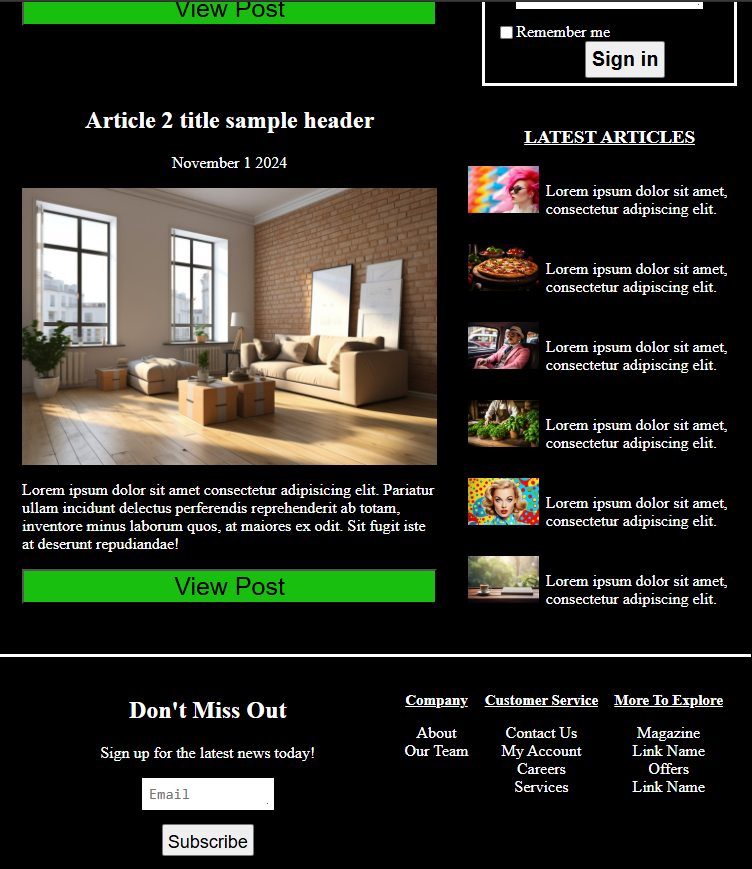 View Post
Remember me
Sign in
Article 2 title sample header
November 1 2024
Lorem ipsum dolor sit amet consectetur adipisicing elit. Pariatur
ullam incidunt delectus perferendis reprehenderit ab totam,
inventore minus laborum quos, at maiores ex odit. Sit fugit iste
at deserunt repudiandae!
View Post
LATEST ARTICLES
Lorem ipsum dolor sit amet,
consectetur adipiscing elit.
Lorem ipsum dolor sit amet,
consectetur adipiscing elit.
Lorem ipsum dolor sit amet,
consectetur adipiscing elit.
Lorem ipsum dolor sit amet,
consectetur adipiscing elit.
Lorem ipsum dolor sit amet,
consectetur adipiscing elit.
Lorem ipsum dolor sit amet,
consectetur adipiscing elit.
Don't Miss Out
Sign up for the latest news today!
Email
Subscribe
Company
About
Our Team
Customer Service
Contact Us
My Account
Careers
Services
More To Explore
Magazine
Link Name
Offers
Link Name